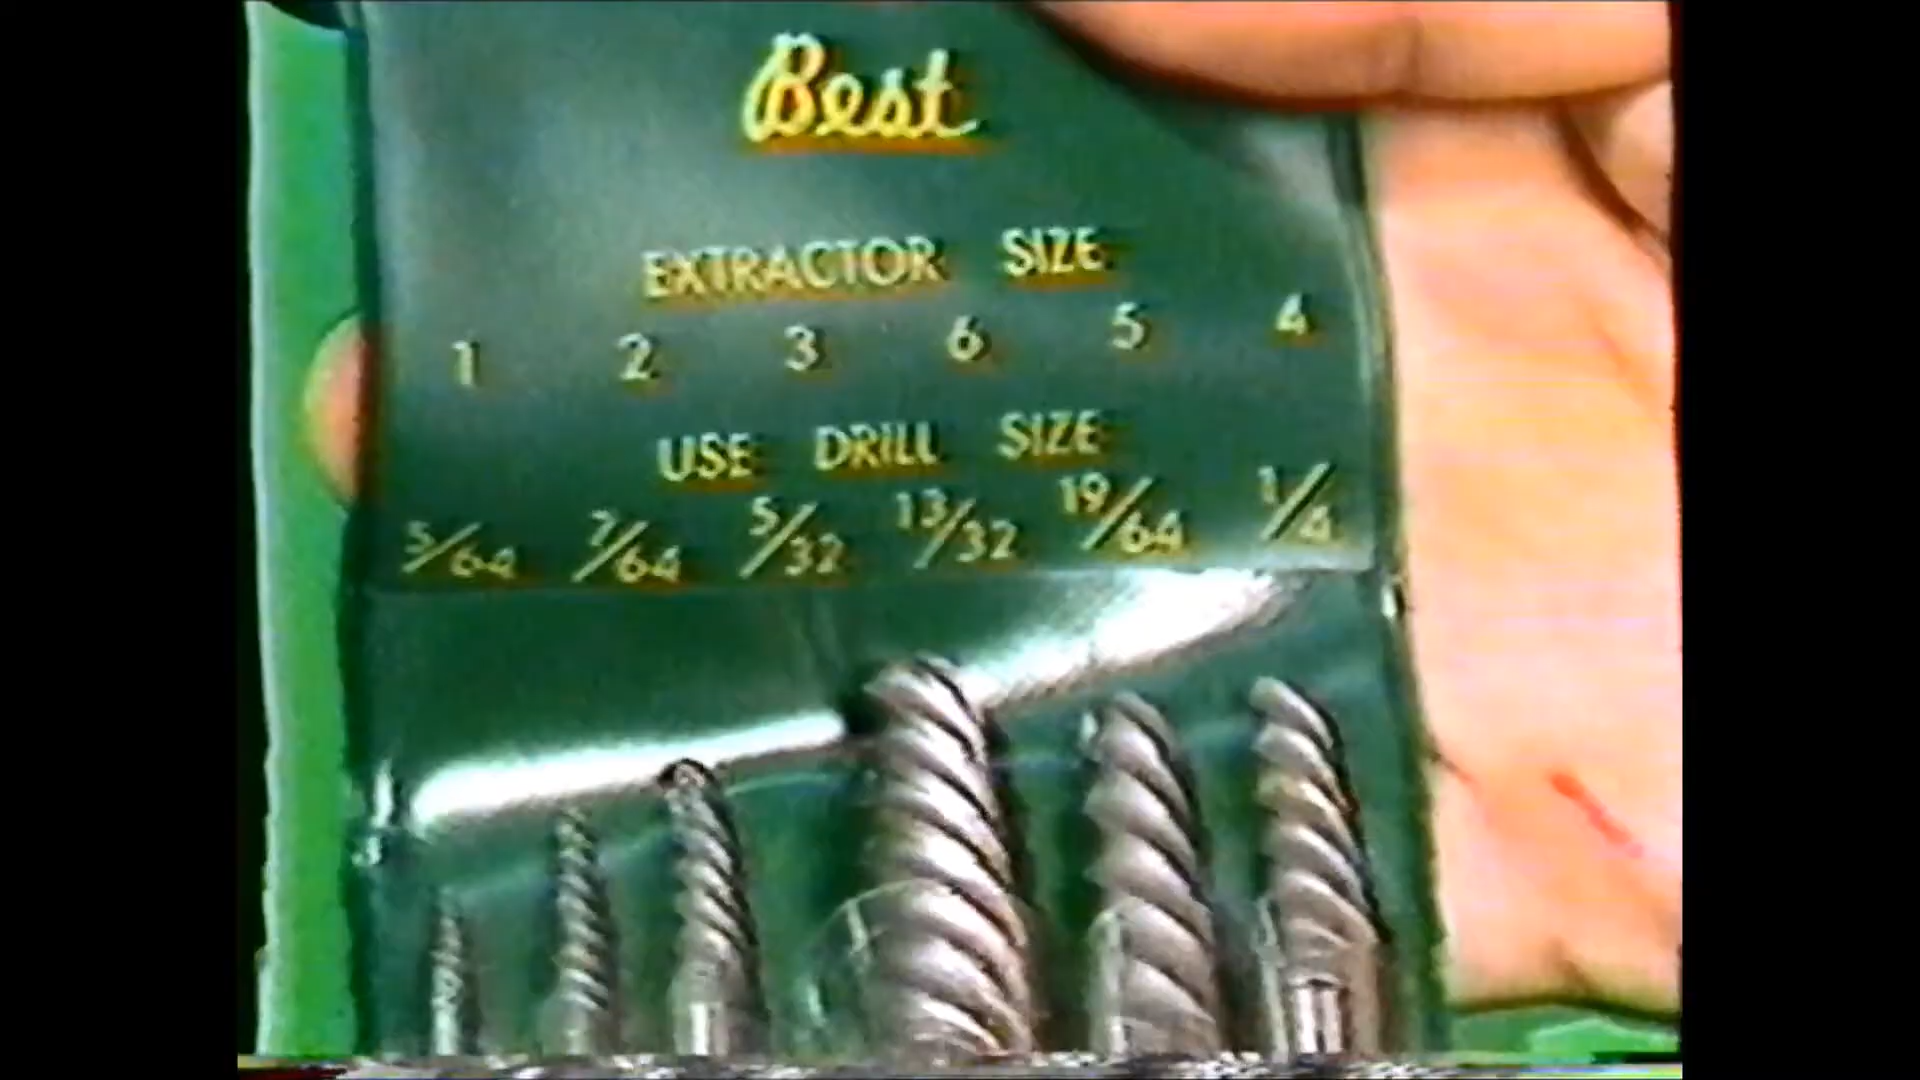 Best
EXTRACTOR SIZE
1 2 3 6 5 4
USE DRILL SIZE
5/64 7/64 5/32 13/32 19/64 1/4